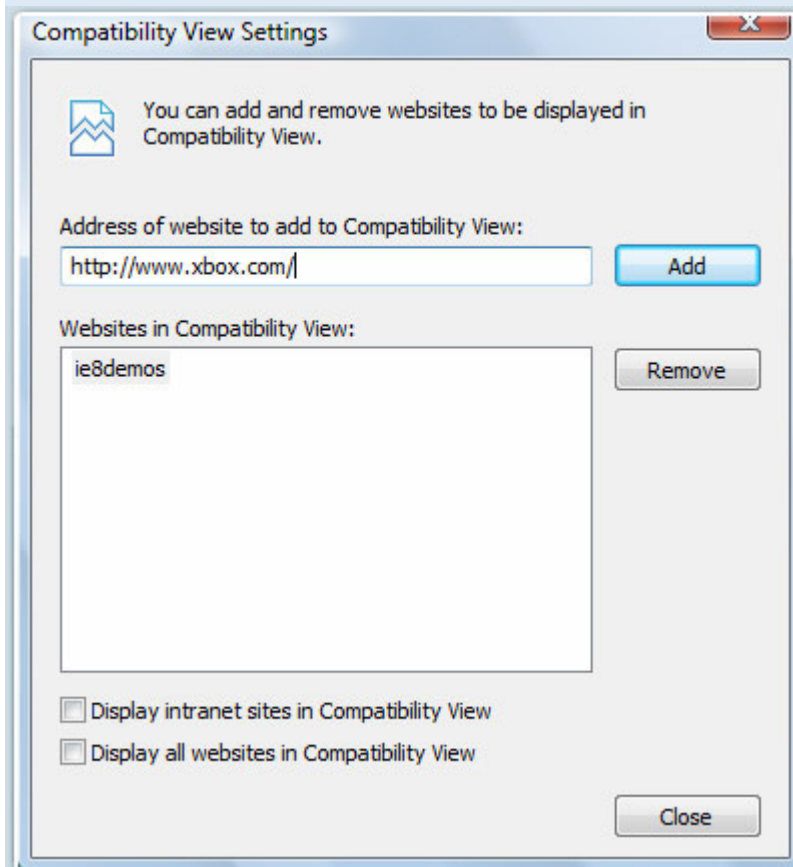 Compatibility View Settings
You can add and remove websites to be displayed in
Compatibility View.
Address of website to add to Compatibility View:
http://www.xbox.com/
Add
Websites in Compatibility View:
ie8demos
Remove
Display intranet sites in Compatibility View
Display all websites in Compatibility View
Close